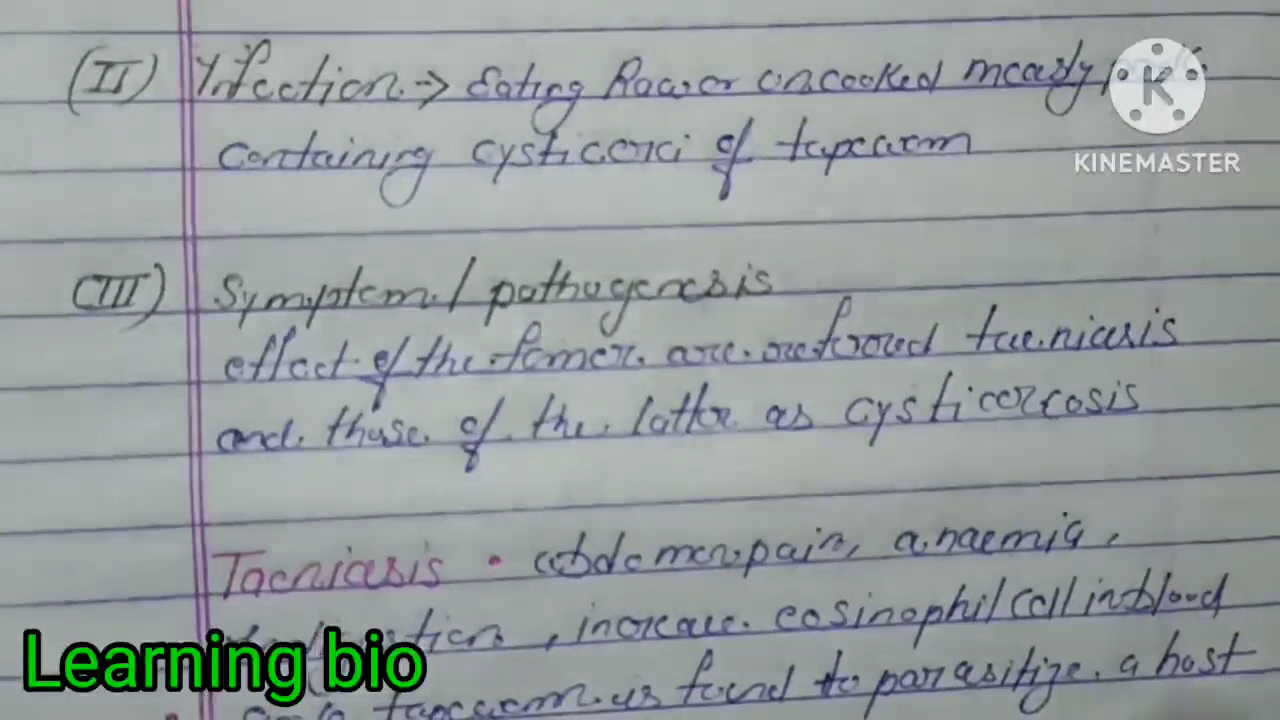 (II) Infection → Eating Raw or uncooked measly
KINEMASTER
containing cysticerci of tapeworm
(III) Symptom / pathogenesis
effect of the former are referred taeniasis
and those of the latter as cysticercosis
Taeniasis • abdomen pain, anaemia,
, increase eosinophil cell in blood
Learning bio
tapeworm is found to parasitize a host